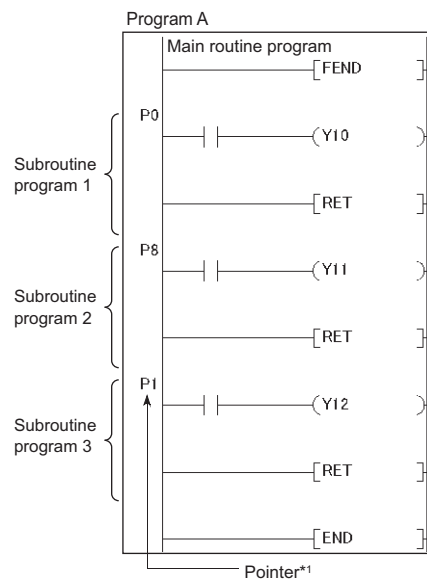 Program A
Main routine program
FEND
P0
Y10
Subroutine
program 1
RET
P8
Y11
Subroutine
program 2
RET
P1
Y12
Subroutine
program 3
RET
END
Pointer*1